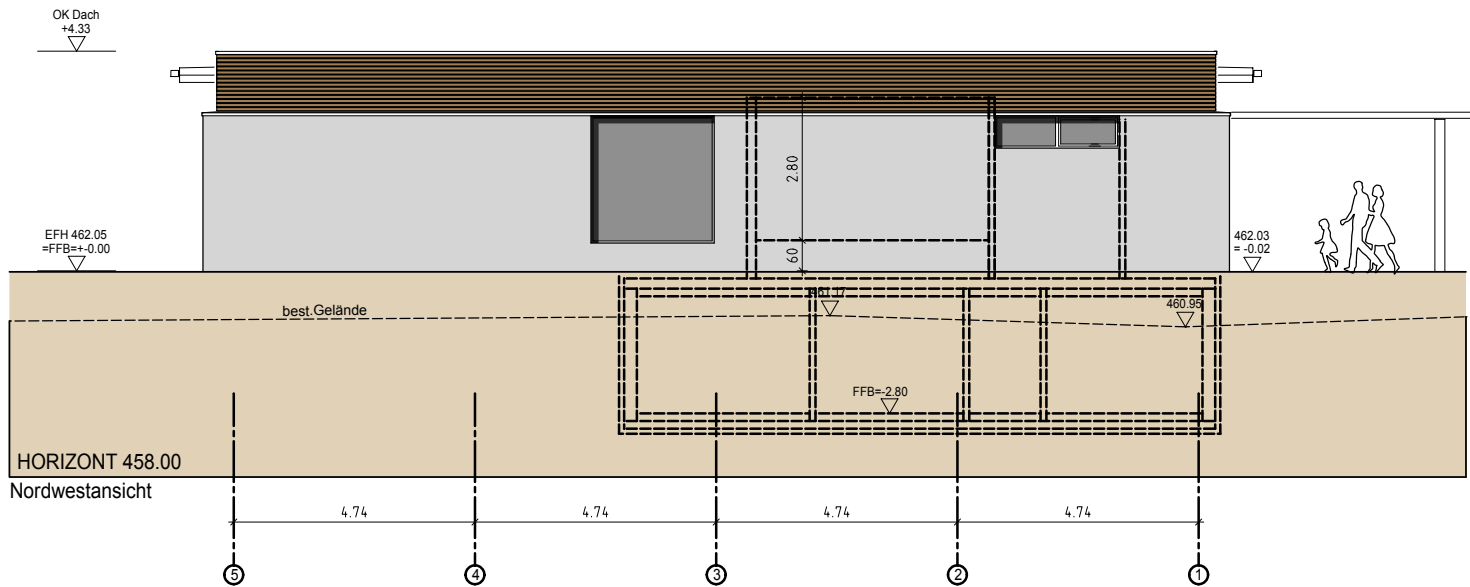 OK Dach
+4.33
2.80
60
EFH 462.05
=FFB=+-0.00
462.03
= -0.02
best.Gelände
461.17
460.95
FFB=-2.80
HORIZONT 458.00
Nordwestansicht
4.74
4.74
4.74
4.74
5
4
3
2
1